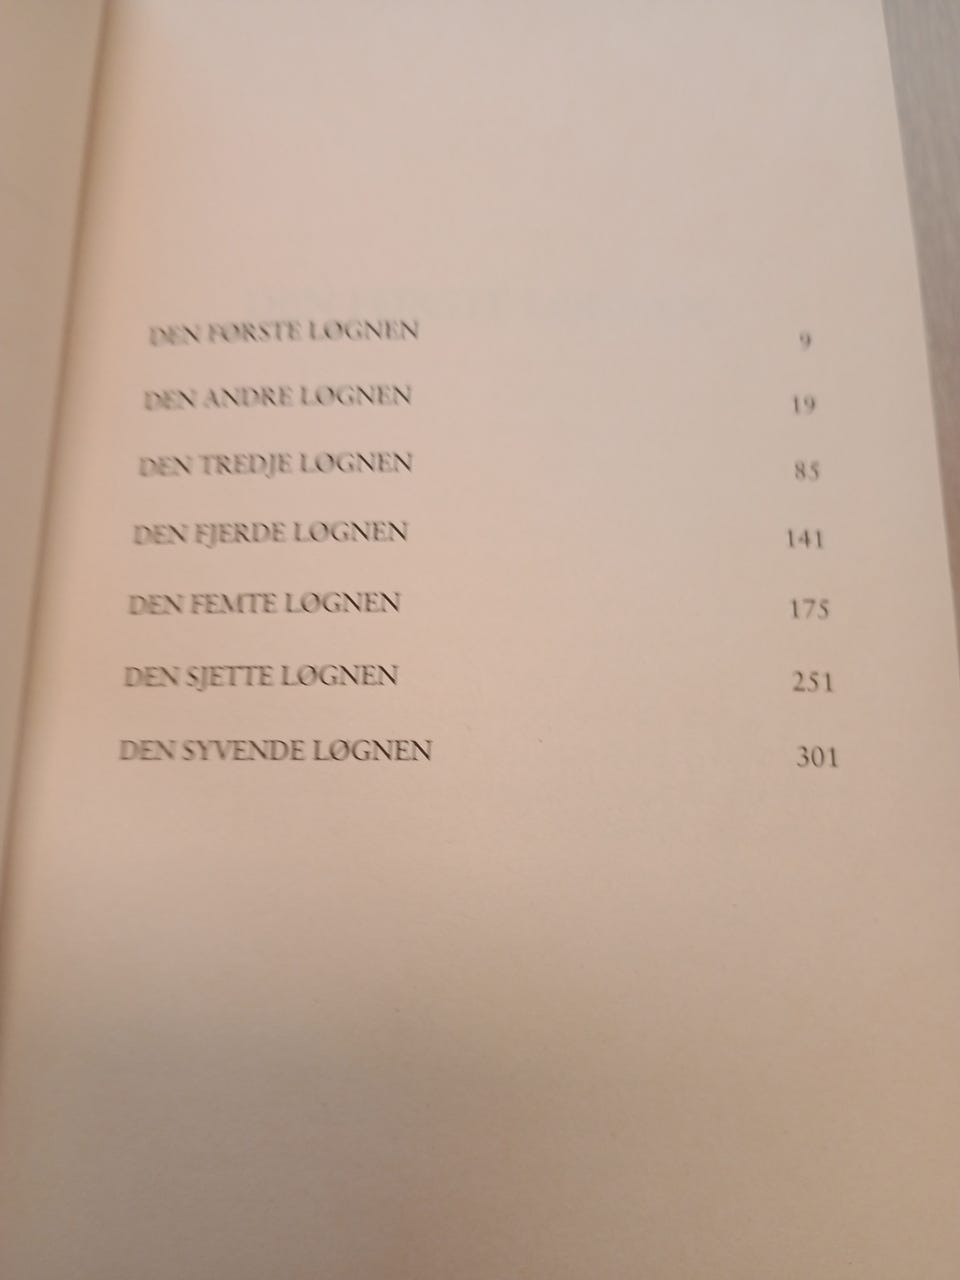 DEN FØRSTE LØGNEN 9
DEN ANDRE LØGNEN 19
DEN TREDJE LØGNEN 85
DEN FJERDE LØGNEN 141
DEN FEMTE LØGNEN 175
DEN SJETTE LØGNEN 251
DEN SYVENDE LØGNEN 301